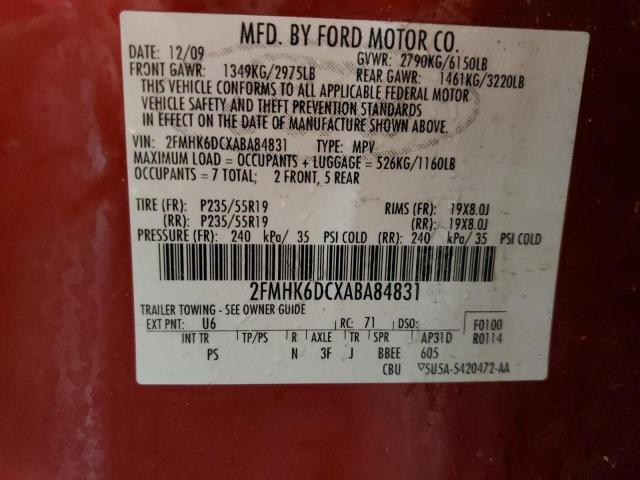 MFD. BY FORD MOTOR CO.
DATE: 12/09 GVWR: 2790KG/6150LB
FRONT GAWR: 1349KG/2975LB REAR GAWR: 1461KG/3220LB
THIS VEHICLE CONFORMS TO ALL APPLICABLE FEDERAL MOTOR
VEHICLE SAFETY AND THEFT PREVENTION STANDARDS
IN EFFECT ON THE DATE OF MANUFACTURE SHOWN ABOVE.
VIN: 2FMHK6DCXABA84831 TYPE: MPV
MAXIMUM LOAD = OCCUPANTS + LUGGAGE = 526KG/1160LB
OCCUPANTS = 7 TOTAL; 2 FRONT, 5 REAR
TIRE (FR): P235/55R19 RIMS (FR): 19X8.0J
(RR): P235/55R19 (RR): 19X8.0J
PRESSURE (FR): 240 kPa/ 35 PSI COLD (RR): 240 kPa/ 35 PSI COLD
2FMHK6DCXABA84831
TRAILER TOWING - SEE OWNER GUIDE
EXT PNT: U6 RC: 71 DSO: F0100
INT TR TP/PS R AXLE TR SPR AP31D R0114
PS N 3F J BBEE 605
CBU ▽5U5A-5420472-AA